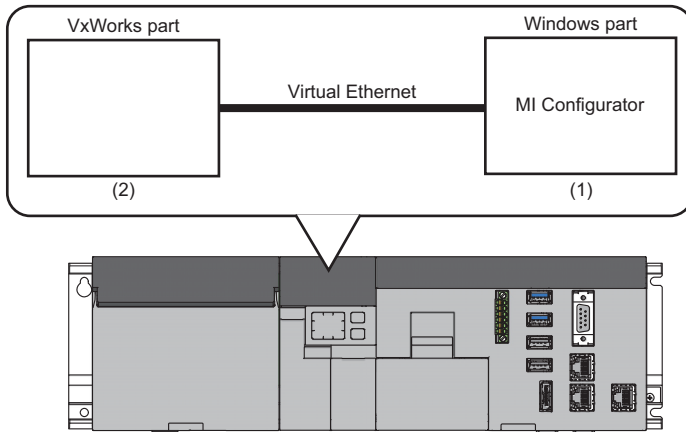 VxWorks part
Windows part
Virtual Ethernet
MI Configurator
(2)
(1)